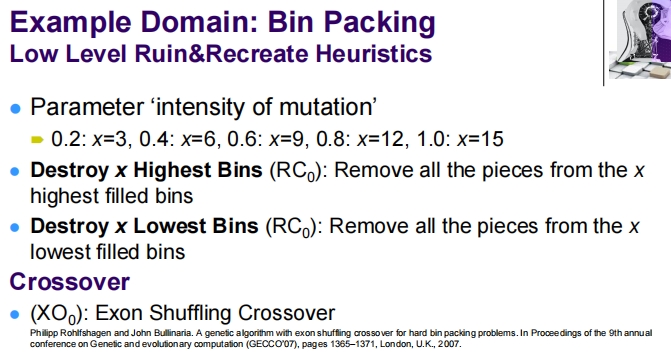 Example Domain: Bin Packing
Low Level Ruin&Recreate Heuristics
Parameter ‘intensity of mutation’
0.2: x=3, 0.4: x=6, 0.6: x=9, 0.8: x=12, 1.0: x=15
Destroy x Highest Bins (RC0): Remove all the pieces from the x
highest filled bins
Destroy x Lowest Bins (RC0): Remove all the pieces from the x
lowest filled bins
Crossover
(XO0): Exon Shuffling Crossover
Philipp Rohlfshagen and John Bullinaria. A genetic algorithm with exon shuffling crossover for hard bin packing problems. In Proceedings of the 9th annual
conference on Genetic and evolutionary computation (GECCO'07), pages 1365–1371, London, U.K., 2007.